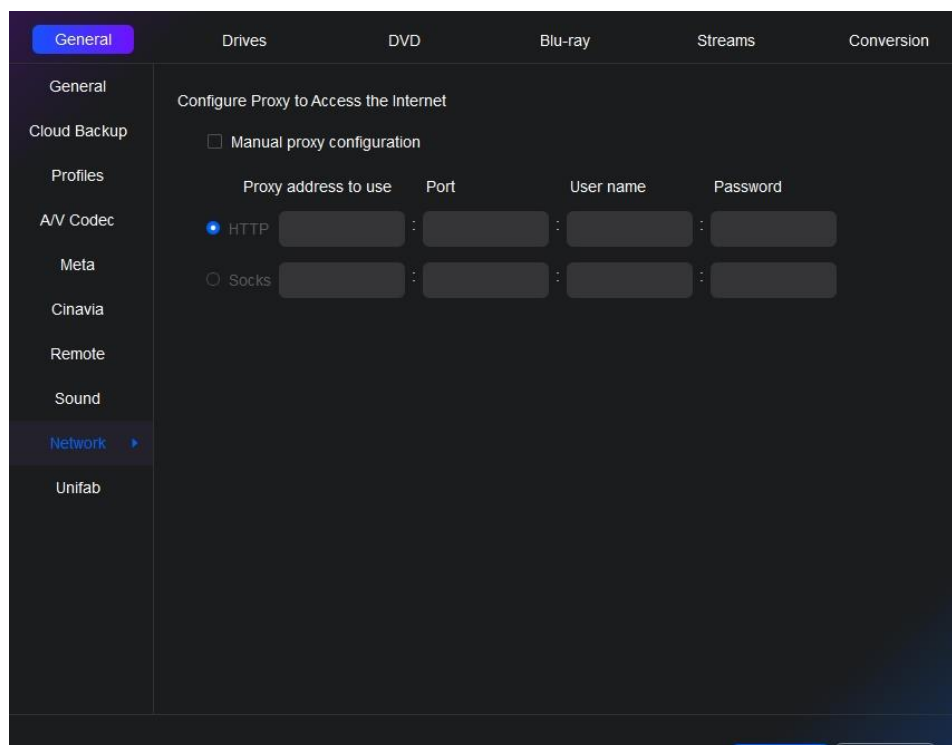 General Drives DVD Blu-ray Streams Conversion
General
Cloud Backup
Profiles
A/V Codec
Meta
Cinavia
Remote
Sound
Network
Unifab
Configure Proxy to Access the Internet
Manual proxy configuration
Proxy address to use Port User name Password
HTTP : : :
Socks : : :